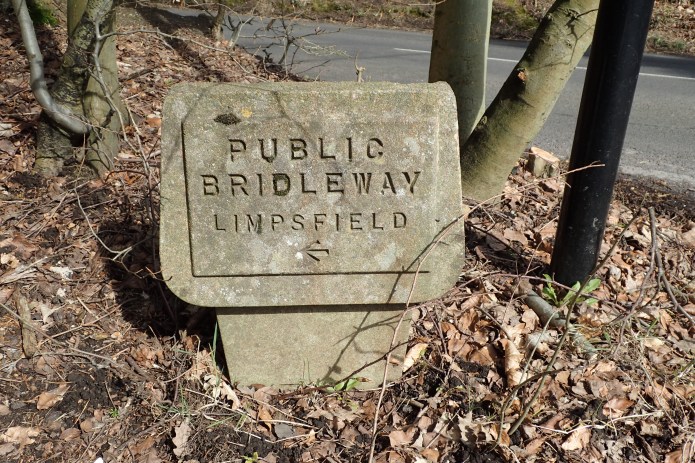 PUBLIC
BRIDLEWAY
LIMPSFIELD
←